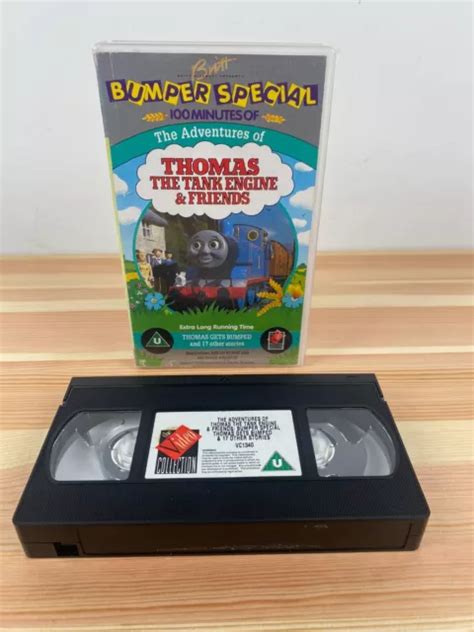 Britt
BUMPER SPECIAL
100 MINUTES OF
The Adventures of
THOMAS
THE TANK ENGINE
& FRIENDS
Extra Long Running Time
U
THOMAS GETS BUMPED
and 17 other stories
Video
COLLECTION
THE ADVENTURES OF
THOMAS THE TANK ENGINE
& FRIENDS: BUMPER SPECIAL
THOMAS GETS BUMPED
& 17 OTHER STORIES
VC1340
WARNING
U